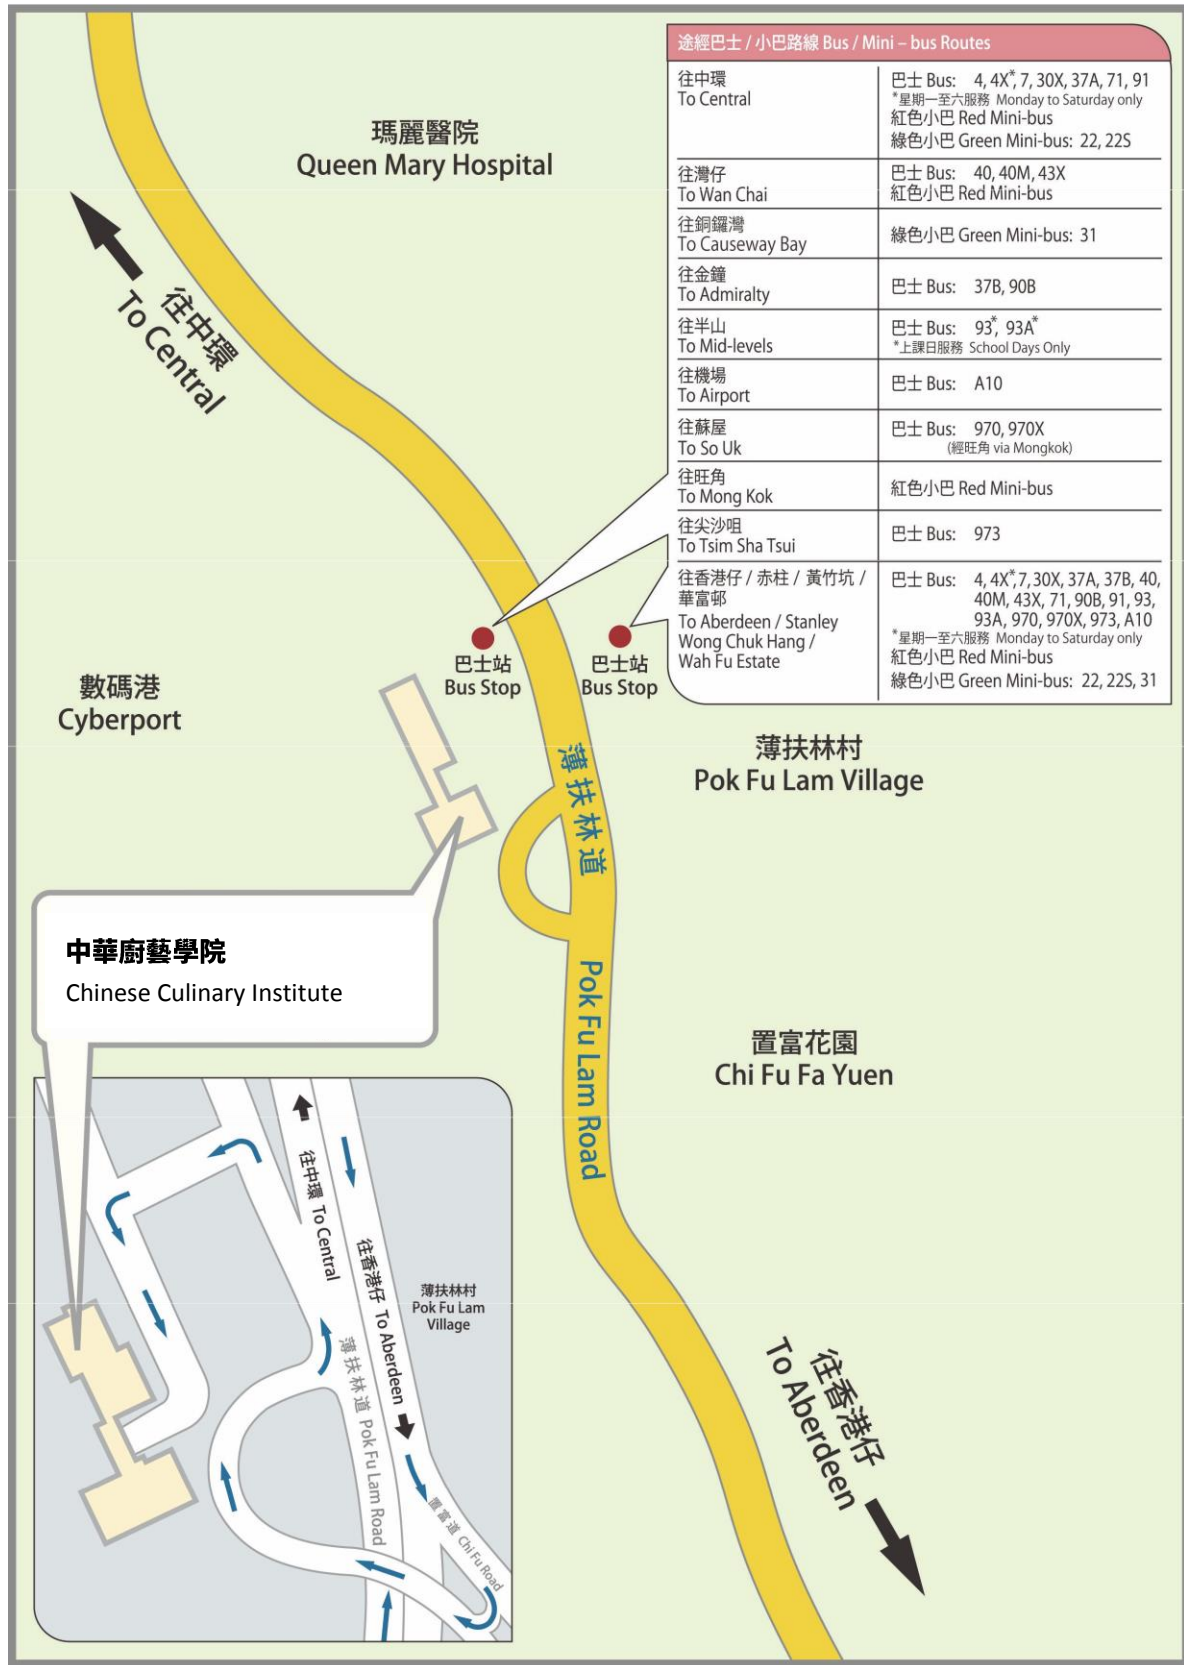 途經巴士 / 小巴路線 Bus / Mini – bus Routes
往中環
To Central
巴士 Bus: 4, 4X*, 7, 30X, 37A, 71, 91
*星期一至六服務 Monday to Saturday only
紅色小巴 Red Mini-bus
綠色小巴 Green Mini-bus: 22, 22S
往灣仔
To Wan Chai
巴士 Bus: 40, 40M, 43X
紅色小巴 Red Mini-bus
往銅鑼灣
To Causeway Bay
綠色小巴 Green Mini-bus: 31
往金鐘
To Admiralty
巴士 Bus: 37B, 90B
往半山
To Mid-levels
巴士 Bus: 93*, 93A*
*上課日服務 School Days Only
往機場
To Airport
巴士 Bus: A10
往蘇屋
To So Uk
巴士 Bus: 970, 970X
(經旺角 via Mongkok)
往旺角
To Mong Kok
紅色小巴 Red Mini-bus
往尖沙咀
To Tsim Sha Tsui
巴士 Bus: 973
往香港仔 / 赤柱 / 黃竹坑 /
華富邨
To Aberdeen / Stanley
Wong Chuk Hang /
Wah Fu Estate
巴士 Bus: 4, 4X*, 7, 30X, 37A, 37B, 40,
40M, 43X, 71, 90B, 91, 93,
93A, 970, 970X, 973, A10
*星期一至六服務 Monday to Saturday only
紅色小巴 Red Mini-bus
綠色小巴 Green Mini-bus: 22, 22S, 31
瑪麗醫院
Queen Mary Hospital
往中環
To Central
巴士站
Bus Stop
巴士站
Bus Stop
數碼港
Cyberport
薄扶林村
Pok Fu Lam Village
薄扶林道
Pok Fu Lam Road
中華廚藝學院
Chinese Culinary Institute
置富花園
Chi Fu Fa Yuen
往香港仔
To Aberdeen
往中環 To Central
往香港仔 To Aberdeen
薄扶林村
Pok Fu Lam
Village
薄扶林道 Pok Fu Lam Road
置富道 Chi Fu Road